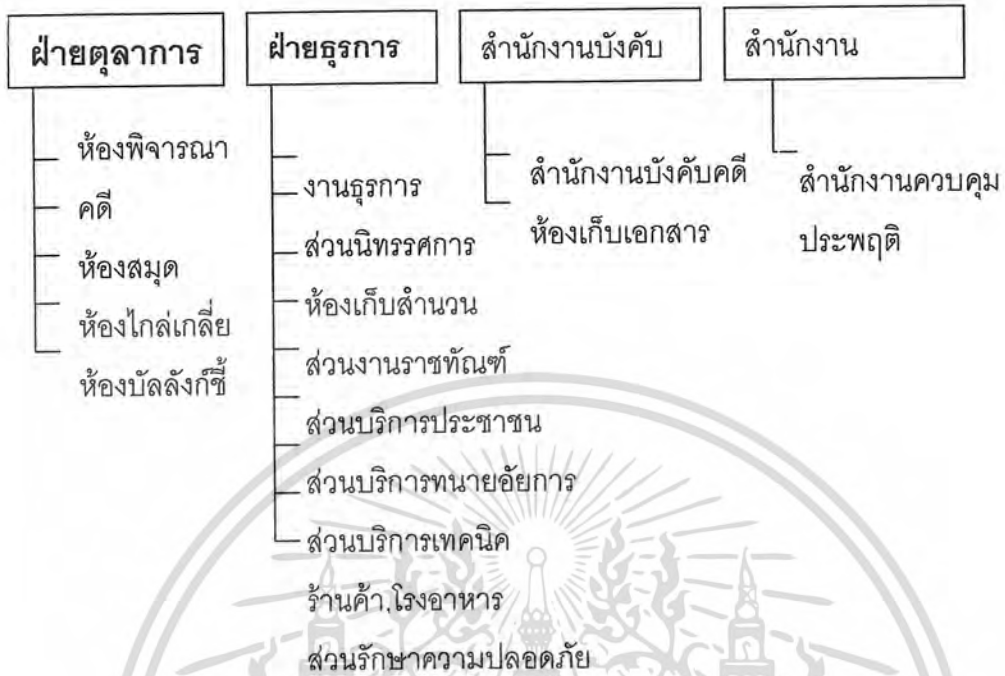 ฝ่ายตุลาการ
ห้องพิจารณา
คดี
ห้องสมุด
ห้องไกล่เกลี่ย
ห้องบัลลังก์ชี้
ฝ่ายธุรการ
งานธุรการ
ส่วนนิทรรศการ
ห้องเก็บสำนวน
ส่วนงานราชทัณฑ์
ส่วนบริการประชาชน
ส่วนบริการทนายอัยการ
ส่วนบริการเทคนิค
ร้านค้า,โรงอาหาร
ส่วนรักษาความปลอดภัย
สำนักงานบังคับ
สำนักงานบังคับคดี
ห้องเก็บเอกสาร
สำนักงาน
สำนักงานควบคุม
ประพฤติ